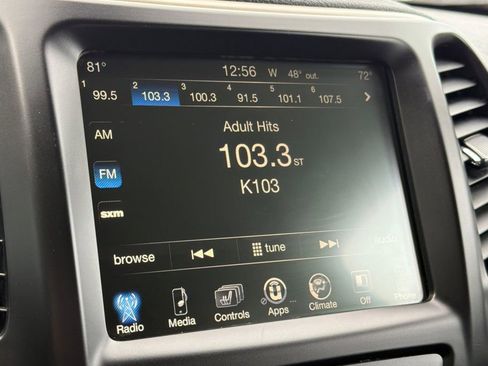 81° 12:56 W 48° out. 72°
1 99.5 2 103.3 3 100.3 4 91.5 5 101.1 6 107.5
Adult Hits
AM
103.3 ST
FM
K103
sxm
browse tune audio
Radio Media Controls Apps Climate Off Phone